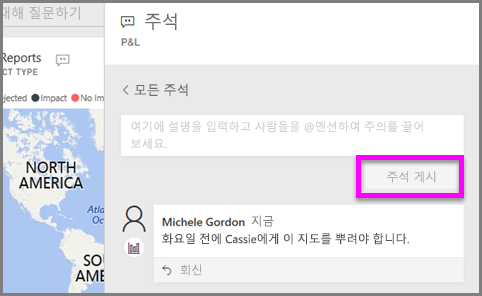 대해 질문하기
Reports
CT TYPE
jected Impact No Im
NORTH
AMERICA
Atla
Oc
SO
AME
주석
P&L
모든 주석
여기에 설명을 입력하고 사람들을 @멘션하여 주의를 끌어
보세요.
주석 게시
Michele Gordon 지금
화요일 전에 Cassie에게 이 지도를 뿌려야 합니다.
회신